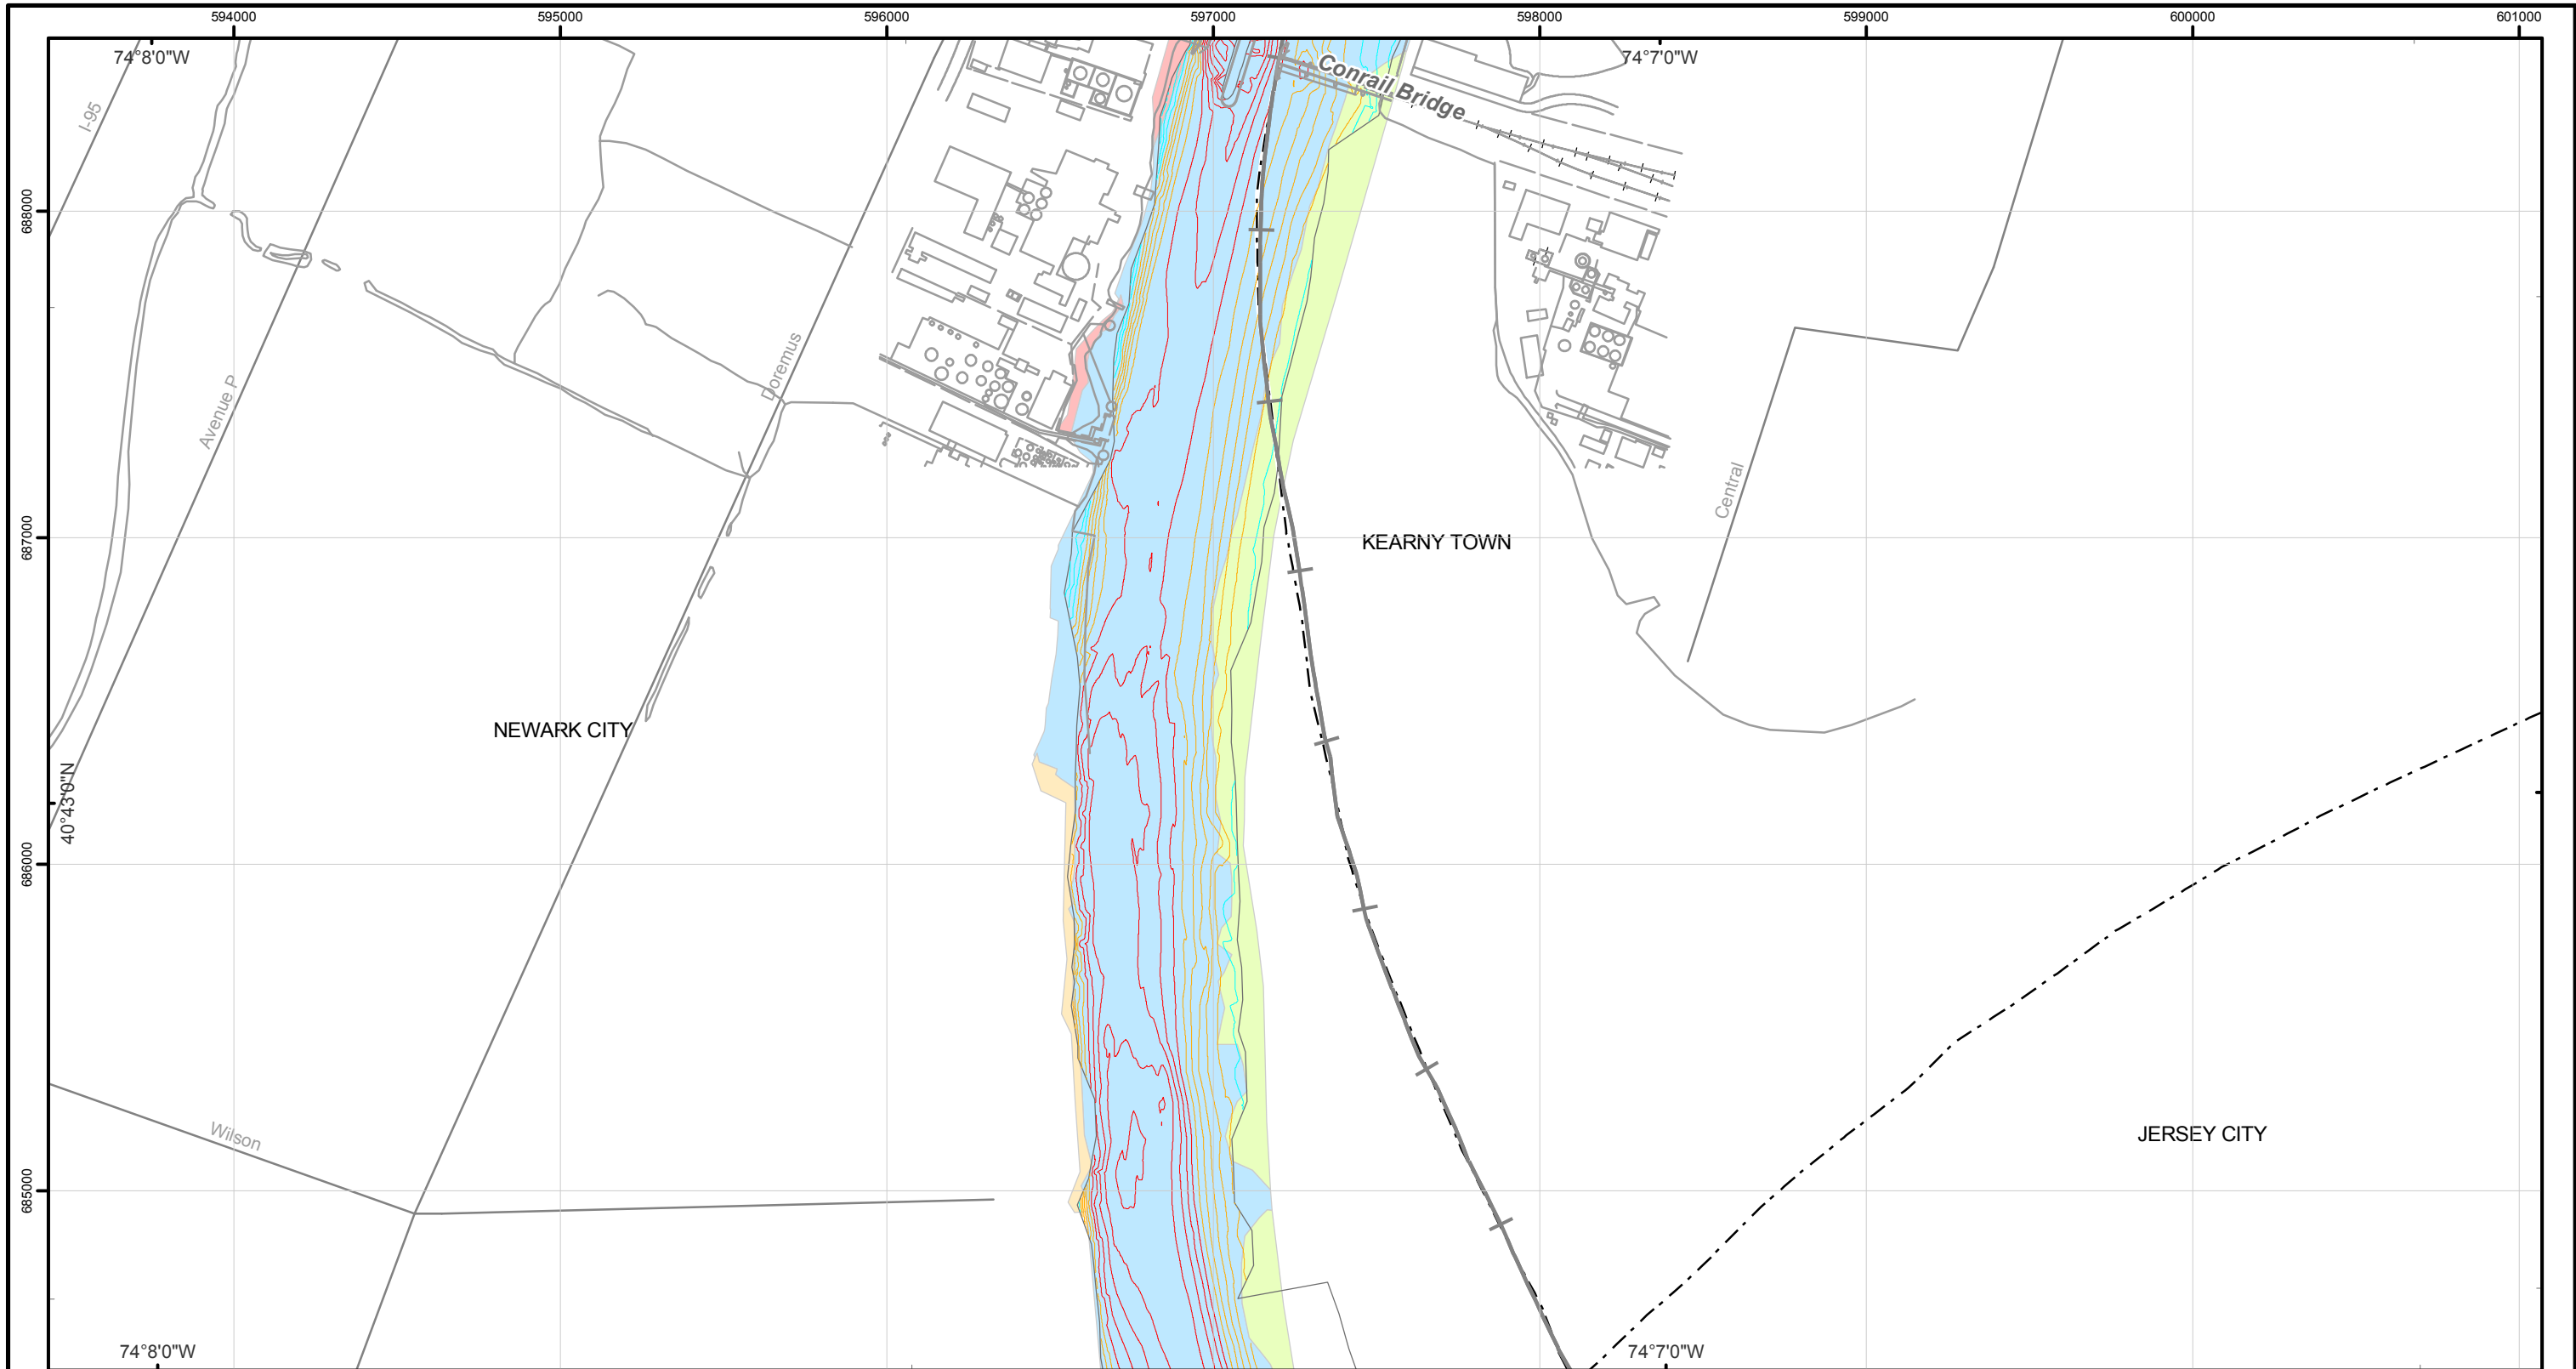 594000
595000
596000
597000
598000
599000
600000
601000
74°8'0"W
74°7'0"W
Conrail Bridge
I-95
688000
Doremus
Avenue P
Central
687000
KEARNY TOWN
NEWARK CITY
40°43'0"N
686000
Wilson
JERSEY CITY
685000
74°8'0"W
74°7'0"W